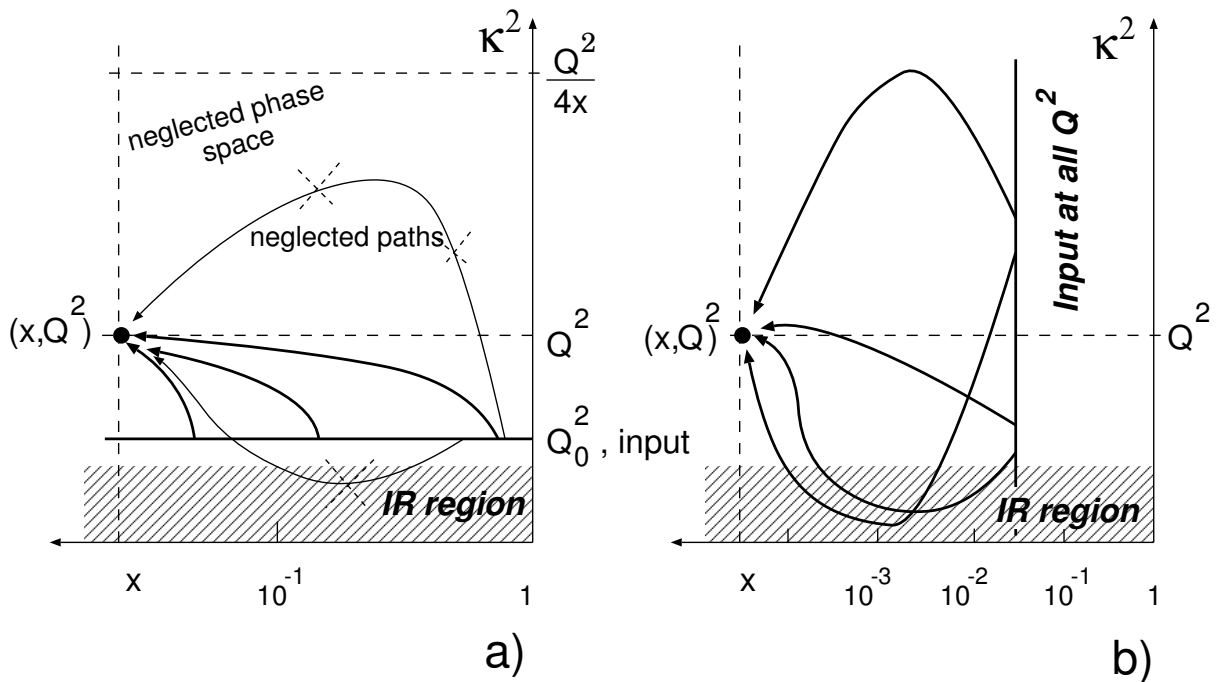 κ²
Q²
4x
neglected phase
space
neglected paths
(x,Q²)
Q²
Q₀² , input
IR region
x
10⁻¹
1
a)
κ²
Input at all Q²
(x,Q)²
Q²
IR region
x
10⁻³
10⁻²
10⁻¹
1
b)